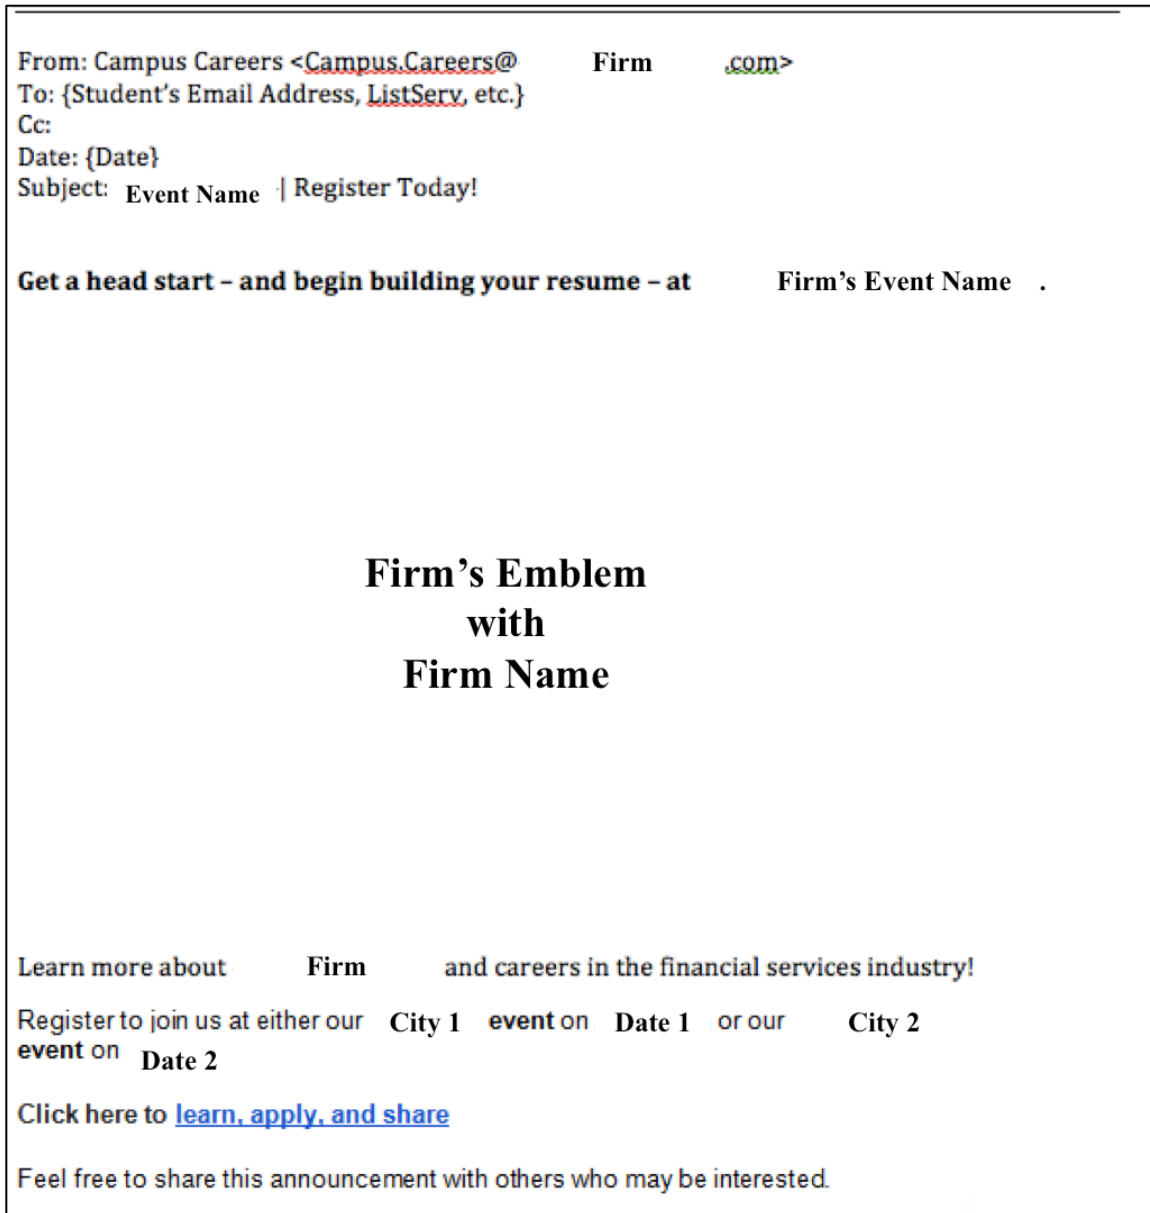 From: Campus Careers <Campus.Careers@ Firm .com>
To: {Student's Email Address, ListServ, etc.}
Cc:
Date: {Date}
Subject: Event Name | Register Today!
Get a head start – and begin building your resume – at Firm’s Event Name .
Firm’s Emblem
with
Firm Name
Learn more about Firm and careers in the financial services industry!
Register to join us at either our City 1 event on Date 1 or our City 2
event on Date 2
Click here to learn, apply, and share
Feel free to share this announcement with others who may be interested.